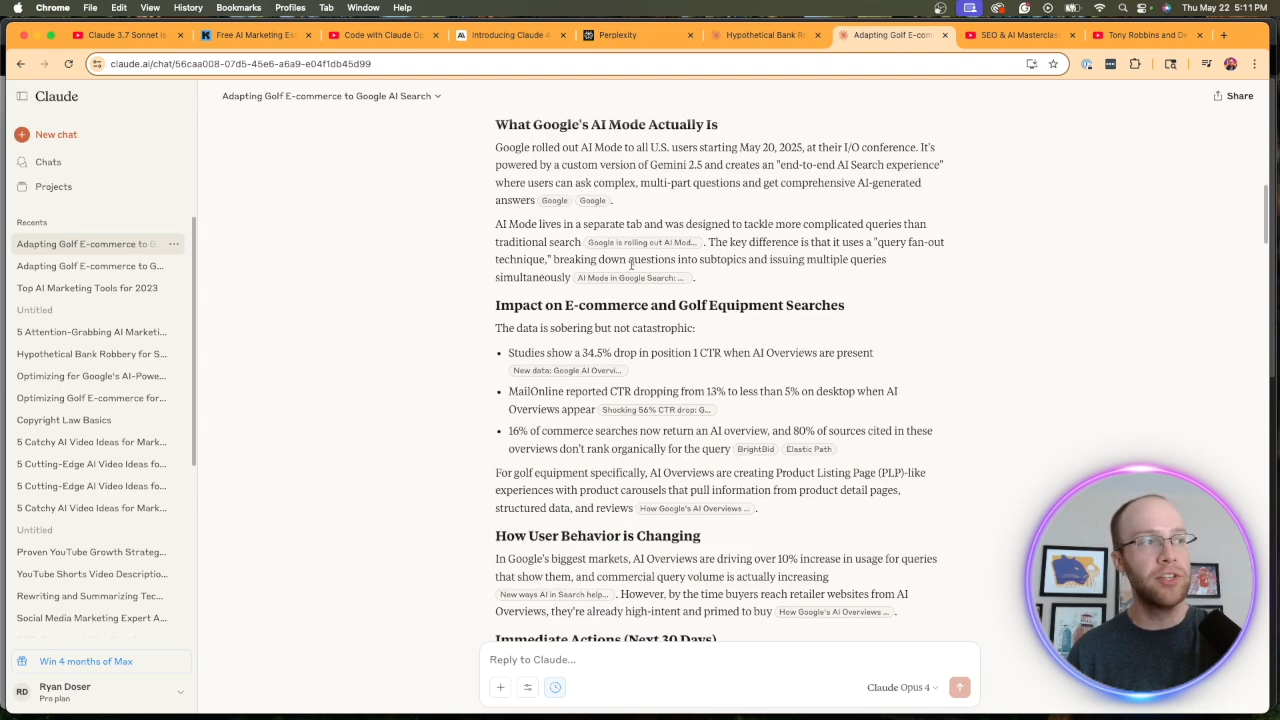 Chrome File Edit View History Bookmarks Profiles Tab Window Help
Thu May 22 5:11 PM
Claude 3.7 Sonnet is
Free AI Marketing Es
Code with Claude Op
Introducing Claude 4
Perplexity
Hypothetical Bank Ro
Adapting Golf E-com
SEO & AI Masterclas
Tony Robbins and De
claude.ai/chat/56caa008-07d5-45e6-a6a9-e04f1db45d99
Claude
Adapting Golf E-commerce to Google AI Search
Share
New chat
Chats
Projects
Recents
Adapting Golf E-commerce to G
Adapting Golf E-commerce to G...
Top AI Marketing Tools for 2023
Untitled
5 Attention-Grabbing AI Marketi...
Hypothetical Bank Robbery for S...
Optimizing for Google's AI-Powe...
Optimizing Golf E-commerce for...
Copyright Law Basics
5 Catchy AI Video Ideas for Mark...
5 Cutting-Edge AI Video Ideas fo...
5 Cutting-Edge AI Video Ideas fo...
5 Catchy AI Video Ideas for Mark...
Untitled
Proven YouTube Growth Strateg...
YouTube Shorts Video Descriptio...
Rewriting and Summarizing Tec...
Social Media Marketing Expert A...
Win 4 months of Max
RD
Ryan Doser
Pro plan
What Google's AI Mode Actually Is
Google rolled out AI Mode to all U.S. users starting May 20, 2025, at their I/O conference. It's
powered by a custom version of Gemini 2.5 and creates an "end-to-end AI Search experience"
where users can ask complex, multi-part questions and get comprehensive AI-generated
answers Google Google .
AI Mode lives in a separate tab and was designed to tackle more complicated queries than
traditional search Google is rolling out AI Mod... . The key difference is that it uses a "query fan-out
technique," breaking down questions into subtopics and issuing multiple queries
simultaneously AI Mode in Google Search: ... .
Impact on E-commerce and Golf Equipment Searches
The data is sobering but not catastrophic:
• Studies show a 34.5% drop in position 1 CTR when AI Overviews are present
New data: Google AI Overvi...
• MailOnline reported CTR dropping from 13% to less than 5% on desktop when AI
Overviews appear Shocking 56% CTR drop: G...
• 16% of commerce searches now return an AI overview, and 80% of sources cited in these
overviews don't rank organically for the query BrightBid Elastic Path
For golf equipment specifically, AI Overviews are creating Product Listing Page (PLP)-like
experiences with product carousels that pull information from product detail pages,
structured data, and reviews How Google's AI Overviews ... .
How User Behavior is Changing
In Google's biggest markets, AI Overviews are driving over 10% increase in usage for queries
that show them, and commercial query volume is actually increasing
New ways AI in Search help... . However, by the time buyers reach retailer websites from AI
Overviews, they're already high-intent and primed to buy How Google's AI Overviews ... .
Immediate Actions (Next 30 Days)
Reply to Claude...
Claude Opus 4